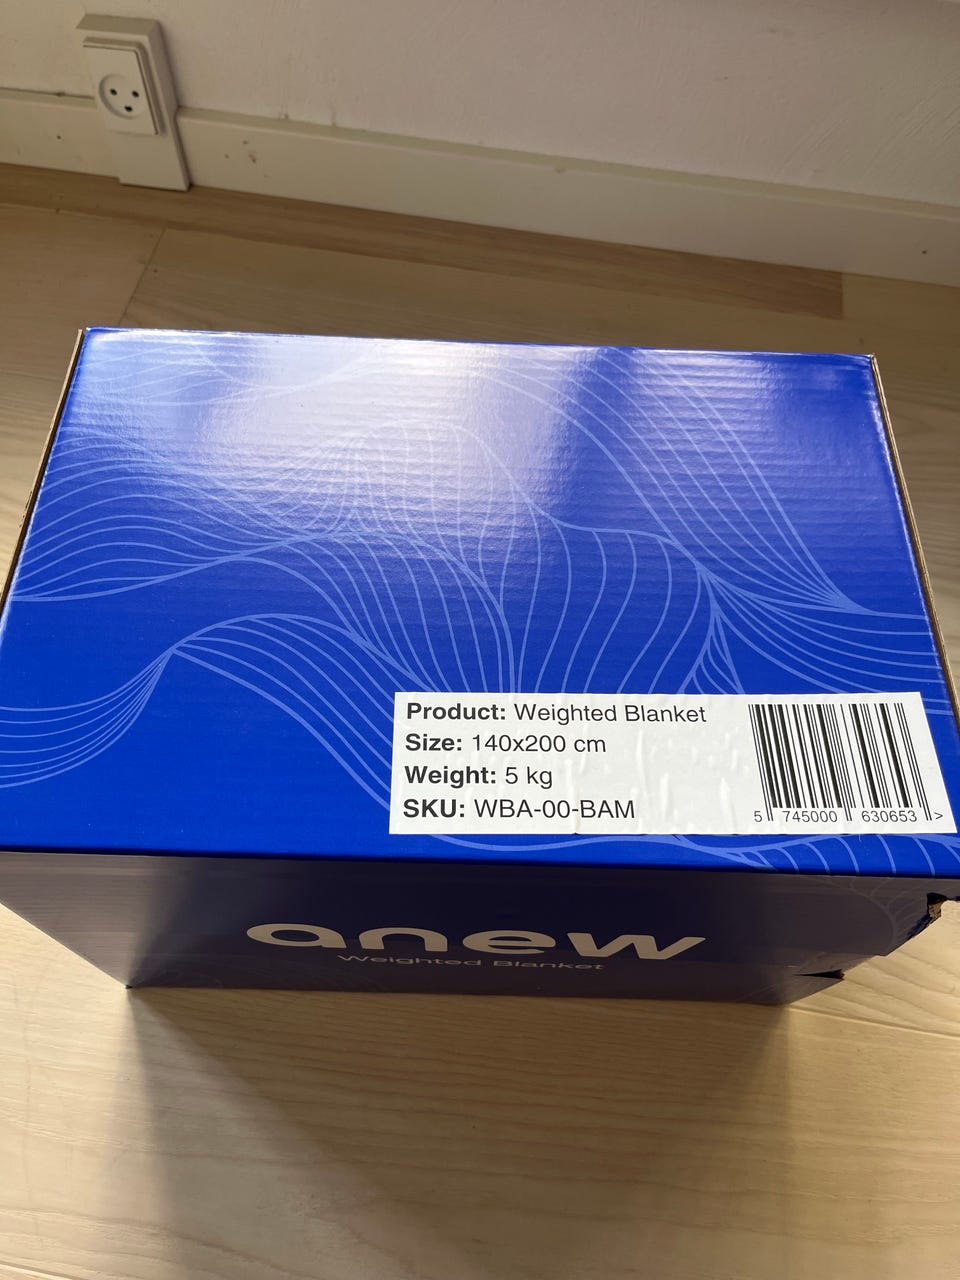 Product: Weighted Blanket
Size: 140x200 cm
Weight: 5 kg
SKU: WBA-00-BAM
5 745000 630653 >
anew
Weighted Blanket